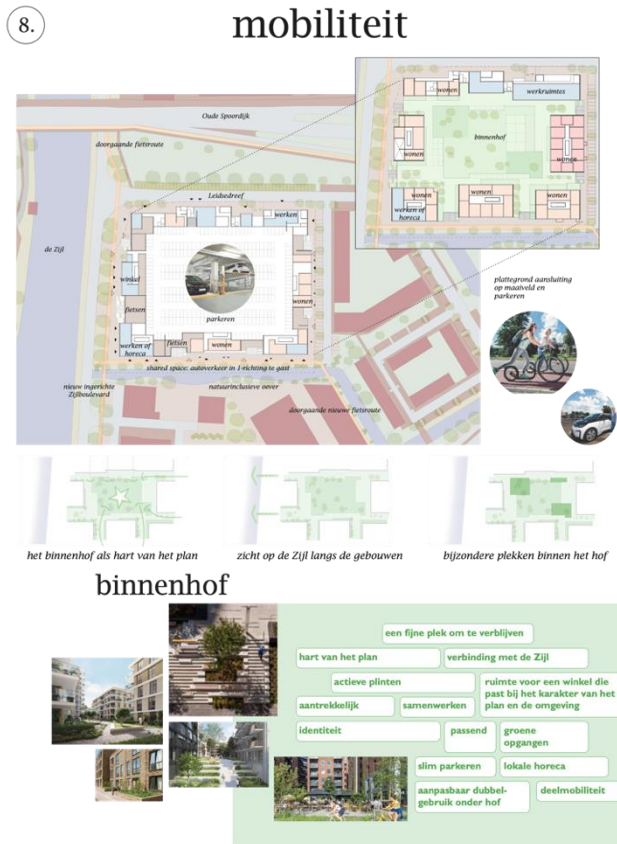 8.
mobiliteit
wonen
werkruimtes
binnenhof
wonen
wonen
wonen
wonen
wonen
werken of
horeca
Oude Spoordijk
doorgaande fietsroute
Leidsedreef
werken
de Zijl
winkel
fietsen
wonen
parkeren
werken of
horeca
fietsen
wonen
shared space: autoverkeer in 1-richting te gast
nieuw ingerichte
Zijlboulevard
natuurinclusieve oever
doorgaande nieuwe fietsroute
plattegrond aansluiting
op maaiveld en
parkeren
het binnenhof als hart van het plan
zicht op de Zijl langs de gebouwen
bijzondere plekken binnen het hof
binnenhof
een fijne plek om te verblijven
hart van het plan
verbinding met de Zijl
actieve plinten
ruimte voor een winkel die
past bij het karakter van het
plan en de omgeving
aantrekkelijk
samenwerken
identiteit
passend
groene
opgangen
slim parkeren
lokale horeca
aanpasbaar dubbel-
gebruik onder hof
deelmobiliteit